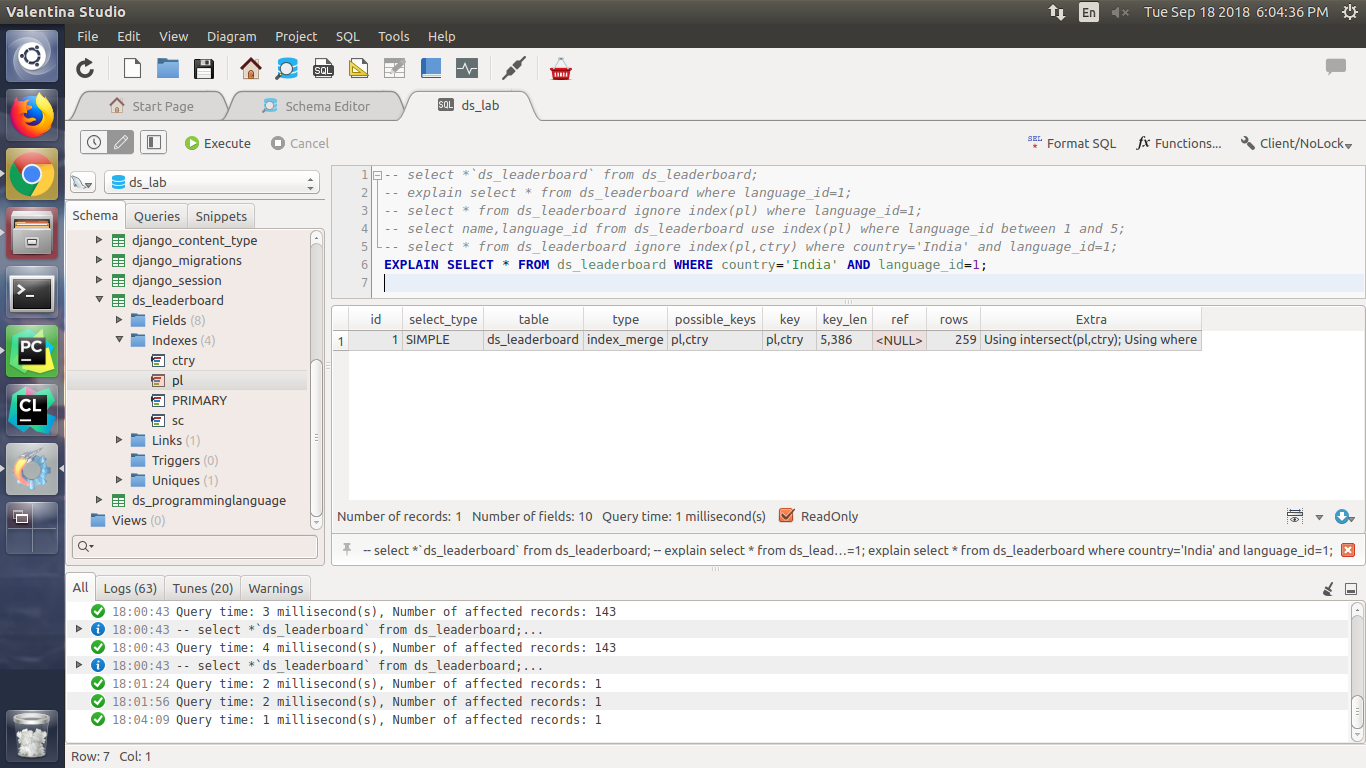 Valentina Studio
En
Tue Sep 18 2018 6:04:36 PM
File Edit View Diagram Project SQL Tools Help
SQL
Start Page
Schema Editor
SQL ds_lab
Execute
Cancel
SEL Format SQL
fx Functions...
Client/NoLock
ds_lab
Schema Queries Snippets
django_content_type
django_migrations
django_session
ds_leaderboard
Fields (8)
Indexes (4)
ctry
pl
PRIMARY
sc
Links (1)
Triggers (0)
Uniques (1)
ds_programminglanguage
Views (0)
1 -- select *`ds_leaderboard` from ds_leaderboard;
2 -- explain select * from ds_leaderboard where language_id=1;
3 -- select * from ds_leaderboard ignore index(pl) where language_id=1;
4 -- select name,language_id from ds_leaderboard use index(pl) where language_id between 1 and 5;
5 -- select * from ds_leaderboard ignore index(pl,ctry) where country='India' and language_id=1;
6 EXPLAIN SELECT * FROM ds_leaderboard WHERE country='India' AND language_id=1;
7
id select_type table type possible_keys key key_len ref rows Extra
1 1 SIMPLE ds_leaderboard index_merge pl,ctry pl,ctry 5,386 <NULL> 259 Using intersect(pl,ctry); Using where
Number of records: 1 Number of fields: 10 Query time: 1 millisecond(s) ReadOnly
-- select *`ds_leaderboard` from ds_leaderboard; -- explain select * from ds_lead...=1; explain select * from ds_leaderboard where country='India' and language_id=1;
All Logs (63) Tunes (20) Warnings
18:00:43 Query time: 3 millisecond(s), Number of affected records: 143
18:00:43 -- select *`ds_leaderboard` from ds_leaderboard;...
18:00:43 Query time: 4 millisecond(s), Number of affected records: 143
18:00:43 -- select *`ds_leaderboard` from ds_leaderboard;...
18:01:24 Query time: 2 millisecond(s), Number of affected records: 1
18:01:56 Query time: 2 millisecond(s), Number of affected records: 1
18:04:09 Query time: 1 millisecond(s), Number of affected records: 1
Row: 7 Col: 1
PC
CL